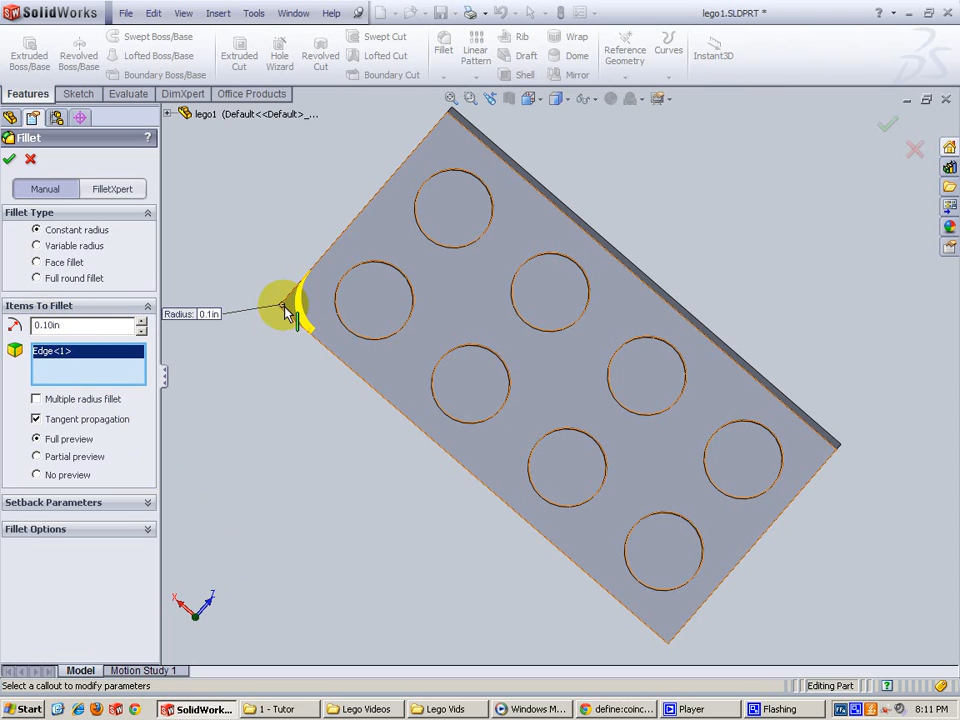 SolidWorks File Edit View Insert Tools Window Help lego1.SLDPRT * ?
Extruded Boss/Base
Revolved Boss/Base
Swept Boss/Base
Lofted Boss/Base
Boundary Boss/Base
Extruded Cut
Hole Wizard
Revolved Cut
Swept Cut
Lofted Cut
Boundary Cut
Fillet
Linear Pattern
Rib
Draft
Shell
Wrap
Dome
Mirror
Reference Geometry
Curves
Instant3D
Features Sketch Evaluate DimXpert Office Products
lego1 (Default<<Default>_...
Fillet ?
Manual FilletXpert
Fillet Type
Constant radius
Variable radius
Face fillet
Full round fillet
Items To Fillet
0.10in
Edge<1>
Multiple radius fillet
Tangent propagation
Full preview
Partial preview
No preview
Setback Parameters
Fillet Options
Radius: 0.1in
X Z
Model Motion Study 1
Select a callout to modify parameters Editing Part ?
Start SolidWork... 1 - Tutor Lego Videos Lego Vids Windows M... define:coinc... Player Flashing 8:11 PM